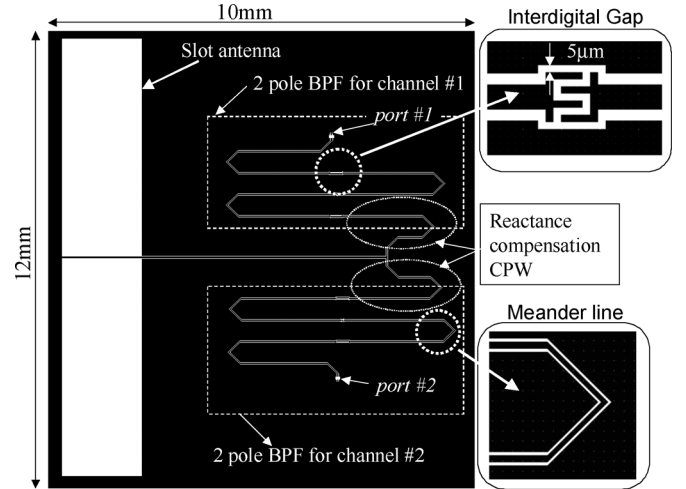 10mm
Interdigital Gap
Slot antenna
5μm
2 pole BPF for channel #1
port #1
12mm
Reactance
compensation
CPW
Meander line
port #2
2 pole BPF for channel #2